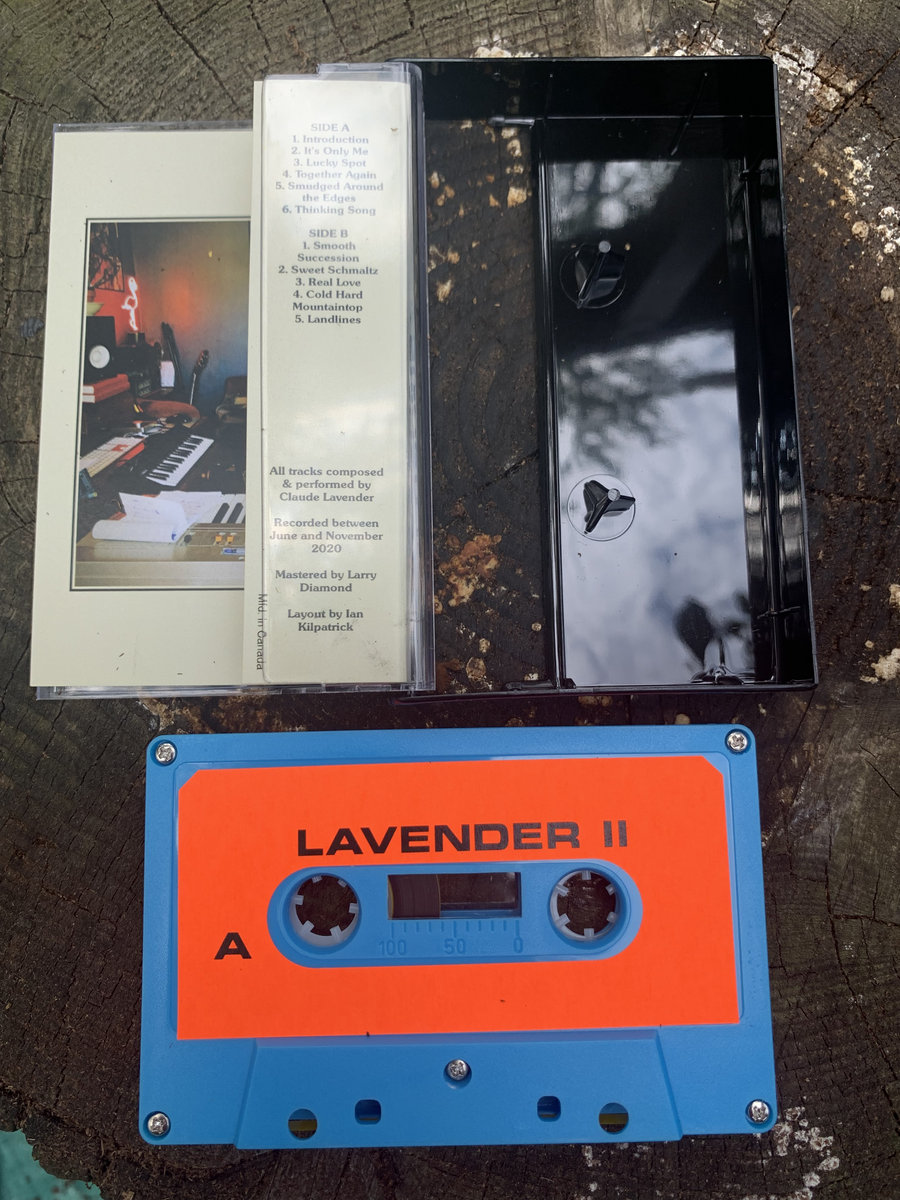 SIDE A
1. Introduction
2. It's Only Me
3. Lucky Spot
4. Together Again
5. Smudged Around
the Edges
6. Thinking Song
SIDE B
1. Smooth
Succession
2. Sweet Schmaltz
3. Real Love
4. Cold Hard
Mountaintop
5. Landlines
All tracks composed
& performed by
Claude Lavender
Recorded between
June and November
2020
Mastered by Larry
Diamond
Layout by Ian
Kilpatrick
Mfd. in Canada
LAVENDER II
A
100 50 0